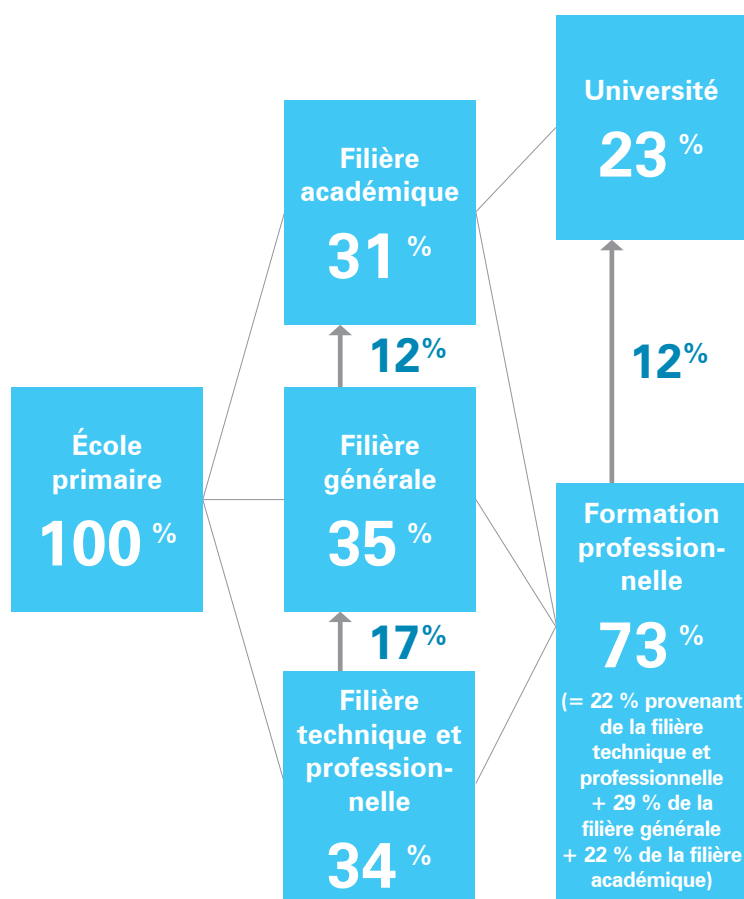 École
primaire
100 %
Filière
académique
31 %
12%
Filière
générale
35 %
17%
Filière
technique et
profession-
nelle
34 %
Université
23 %
12%
Formation
profession-
nelle
73 %
(= 22 % provenant
de la filière
technique et
professionnelle
+ 29 % de la
filière générale
+ 22 % de la filière
académique)